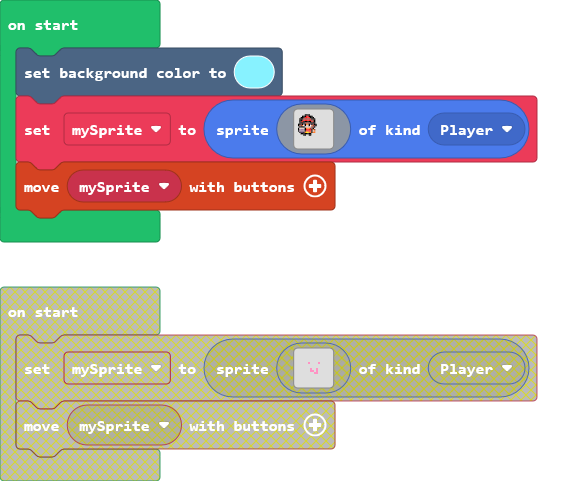 on start
set background color to
set mySprite to sprite of kind Player
move mySprite with buttons
on start
set mySprite to sprite of kind Player
move mySprite with buttons